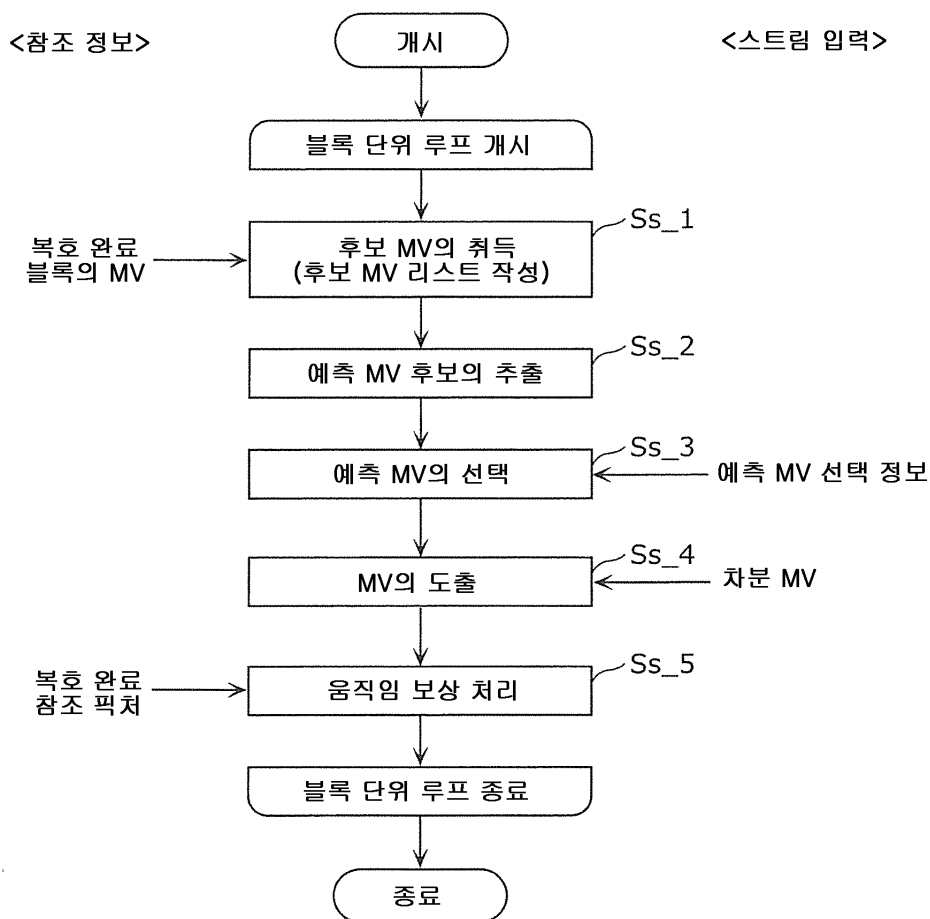 <참조 정보>
개시
<스트림 입력>
블록 단위 루프 개시
Ss_1
복호 완료
블록의 MV
후보 MV의 취득
(후보 MV 리스트 작성)
Ss_2
예측 MV 후보의 추출
Ss_3
예측 MV의 선택
예측 MV 선택 정보
Ss_4
MV의 도출
차분 MV
Ss_5
복호 완료
참조 픽처
움직임 보상 처리
블록 단위 루프 종료
종료